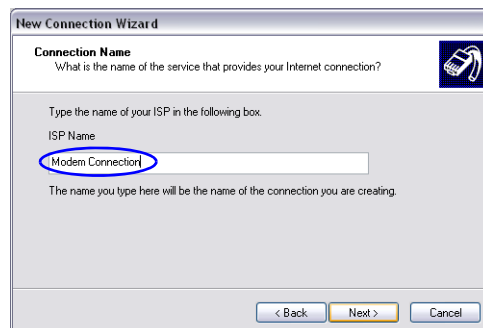 New Connection Wizard
Connection Name
What is the name of the service that provides your Internet connection?
Type the name of your ISP in the following box.
ISP Name
Modem Connection
The name you type here will be the name of the connection you are creating.
< Back Next > Cancel